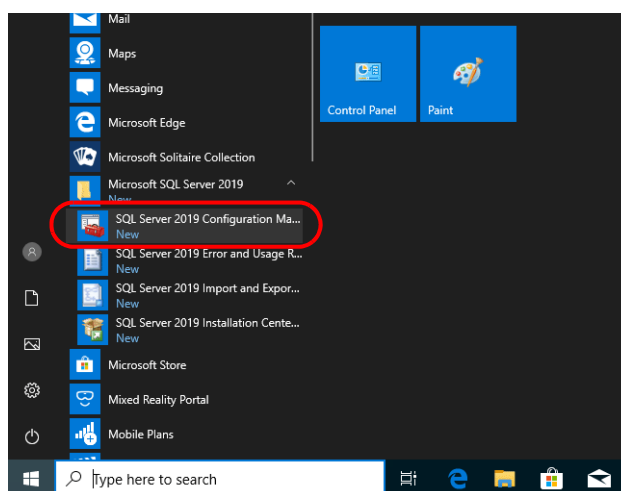 Mail
Maps
Messaging
Microsoft Edge
Microsoft Solitaire Collection
Microsoft SQL Server 2019
New
SQL Server 2019 Configuration Ma...
New
SQL Server 2019 Error and Usage R...
New
SQL Server 2019 Import and Expor...
New
SQL Server 2019 Installation Cente...
New
Microsoft Store
Mixed Reality Portal
Mobile Plans
Control Panel
Paint
Type here to search